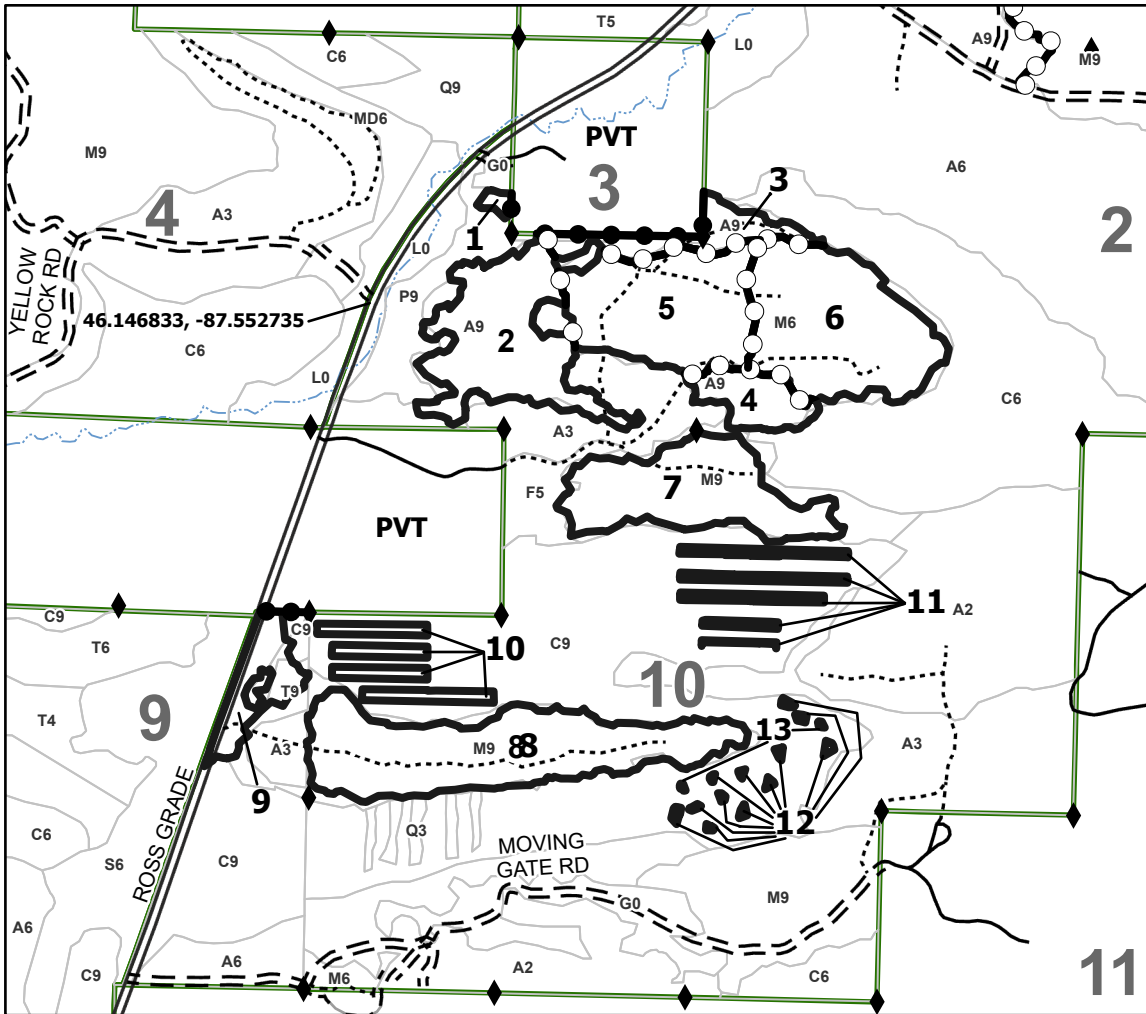 T5
A9
L0
C6
M9
Q9
MD6
PVT
M9
G0
A6
3
3
4
A3
1
A9
2
L0
YELLOW
ROCK RD
P9
46.146833, -87.552735
5
M6
6
A9
2
C6
L0
A9
4
C6
A3
7
M9
F5
PVT
11
A2
C9
T6
C9
10
C9
10
T9
T4
9
A3
M9
88
13
A3
9
12
Q3
C6
S6
ROSS GRADE
C9
MOVING
GATE RD
M9
G0
A6
C9
A6
M6
A2
C6
11